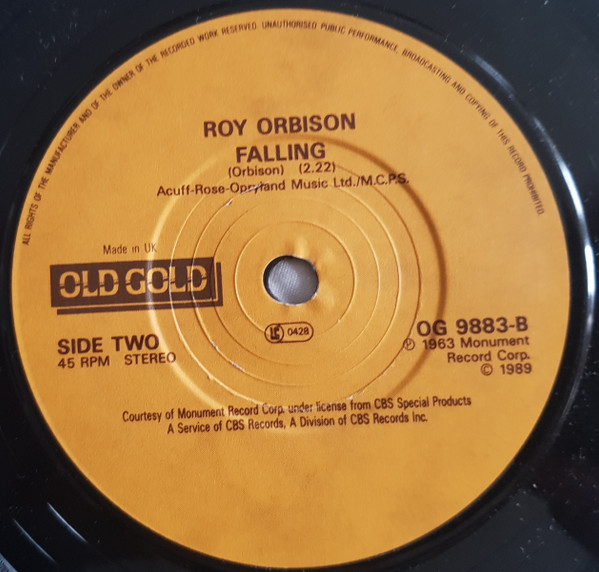 ALL RIGHTS OF THE MANUFACTURER AND OF THE OWNER OF THE RECORDED WORK RESERVED. UNAUTHORISED PUBLIC PERFORMANCE, BROADCASTING AND COPYING OF THIS RECORD PROHIBITED.
ROY ORBISON
FALLING
(Orbison) (2.22)
Acuff-Rose-Opryland Music Ltd./M.C.P.S.
Made in UK
OLD GOLD
LC 0428
SIDE TWO
45 RPM STEREO
OG 9883-B
℗ 1963 Monument
Record Corp.
© 1989
Courtesy of Monument Record Corp. under license from CBS Special Products
A Service of CBS Records, A Division of CBS Records Inc.